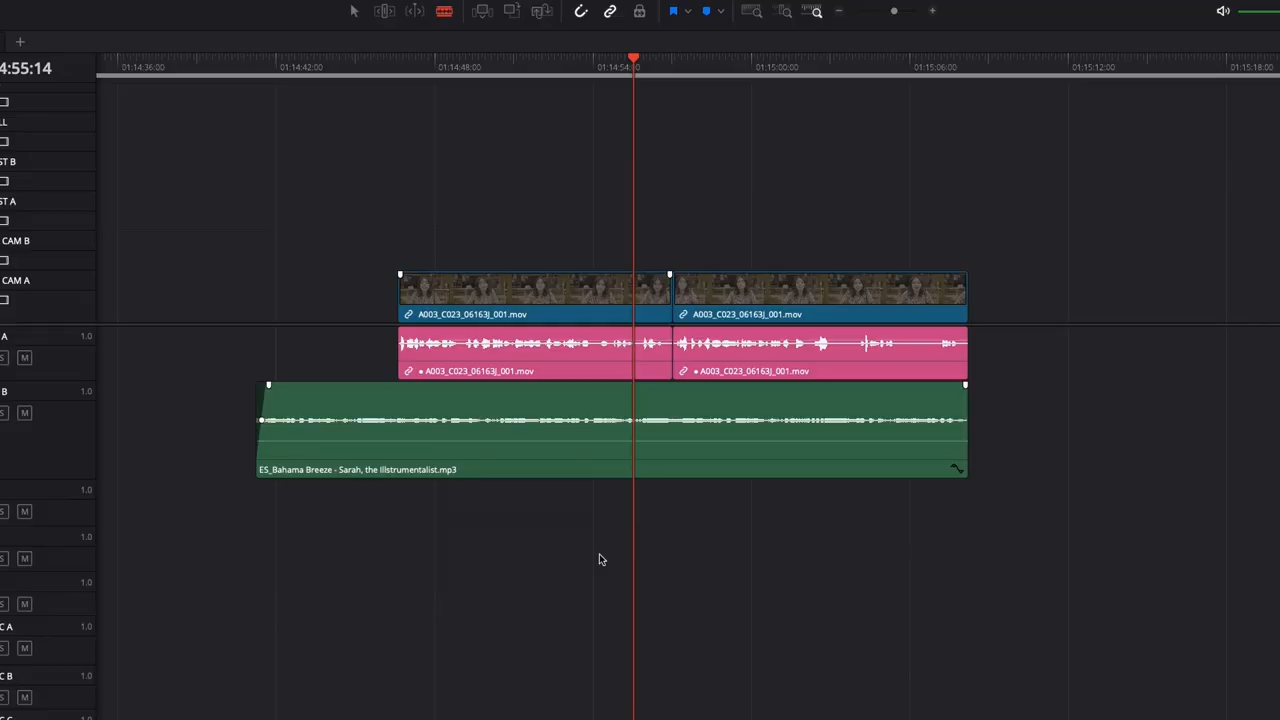 4:55:14
01:14:36:00 01:14:42:00 01:14:48:00 01:14:54:00 01:15:00:00 01:15:06:00 01:15:12:00 01:15:18:00
LL
ST B
ST A
CAM B
CAM A
A003_C023_06163J_001.mov A003_C023_06163J_001.mov
A 1.0
S M
A003_C023_06163J_001.mov A003_C023_06163J_001.mov
B 1.0
S M
ES_Bahama Breeze - Sarah, the Illstrumentalist.mp3
1.0
S M
1.0
S M
1.0
S M
C A 1.0
S M
C B 1.0
S M